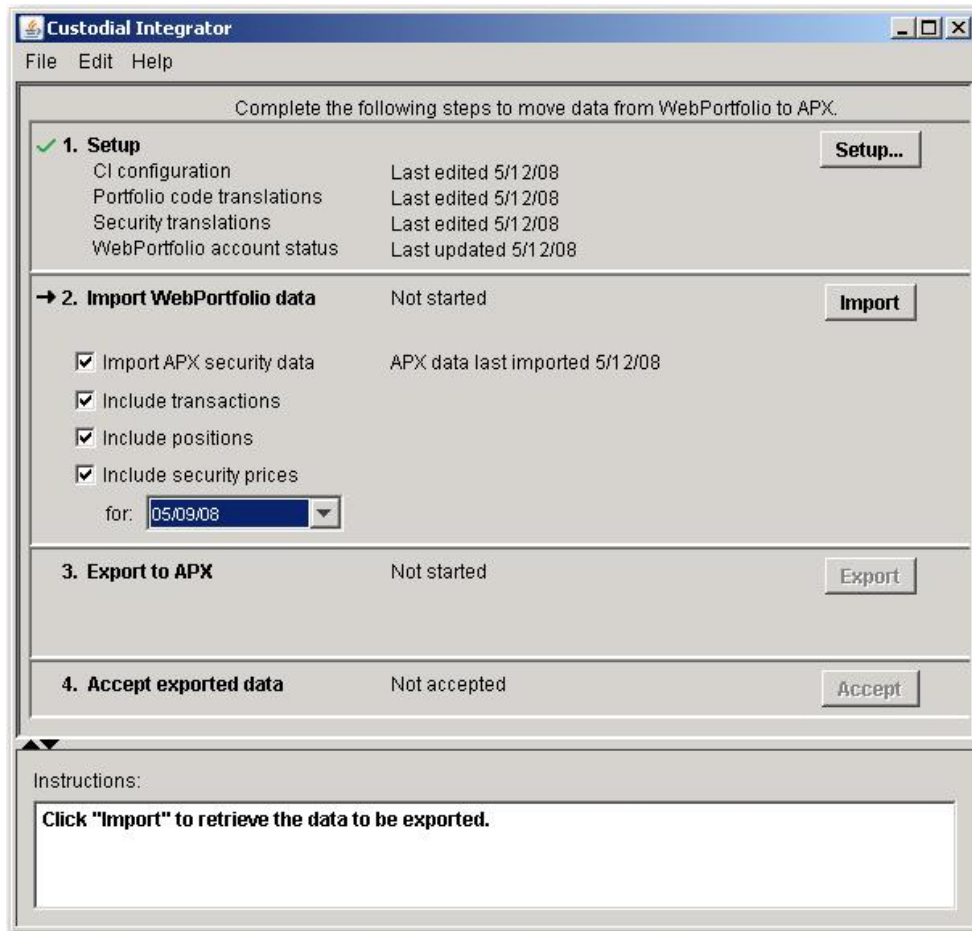 Custodial Integrator
File Edit Help
Complete the following steps to move data from WebPortfolio to APX.
1. Setup
Setup...
CI configuration Last edited 5/12/08
Portfolio code translations Last edited 5/12/08
Security translations Last edited 5/12/08
WebPortfolio account status Last updated 5/12/08
2. Import WebPortfolio data Not started Import
Import APX security data APX data last imported 5/12/08
Include transactions
Include positions
Include security prices
for: 05/09/08
3. Export to APX Not started Export
4. Accept exported data Not accepted Accept
Instructions:
Click "Import" to retrieve the data to be exported.